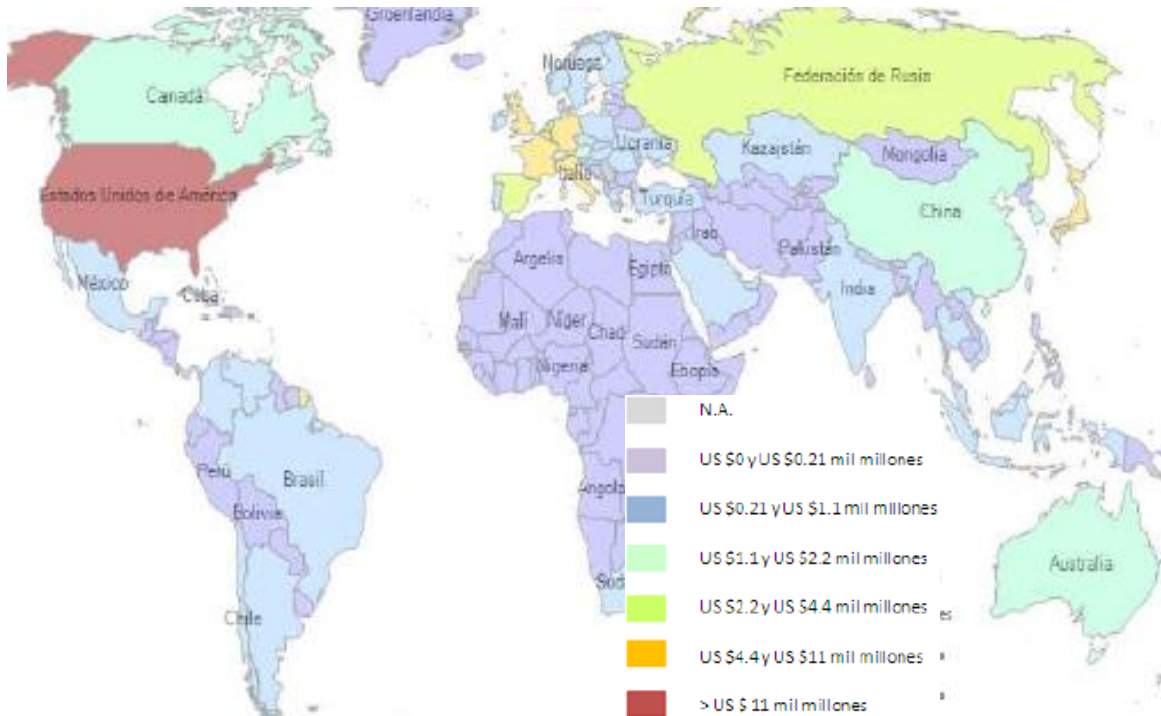 Groenlandia
Noruega
Federación de Rusia
Canadá
Ucrania
Kazajstán
Mongolia
Italia
Estados Unidos de América
Turquía
China
Irab
Pakistán
Argelia
Egipto
México
Cuba
India
Malí
Níger
Chad
Sudán
Nigeria
Etiopía
N.A.
US $0 y US $0.21 mil millones
Perú
Brasil
Angola
Bolivia
US $0.21 y US $1.1 mil millones
US $1.1 y US $2.2 mil millones
Australia
Súd
Chile
US $2.2 y US $4.4 mil millones
es
US $4.4 y US $11 mil millones
> US $ 11 mil millones